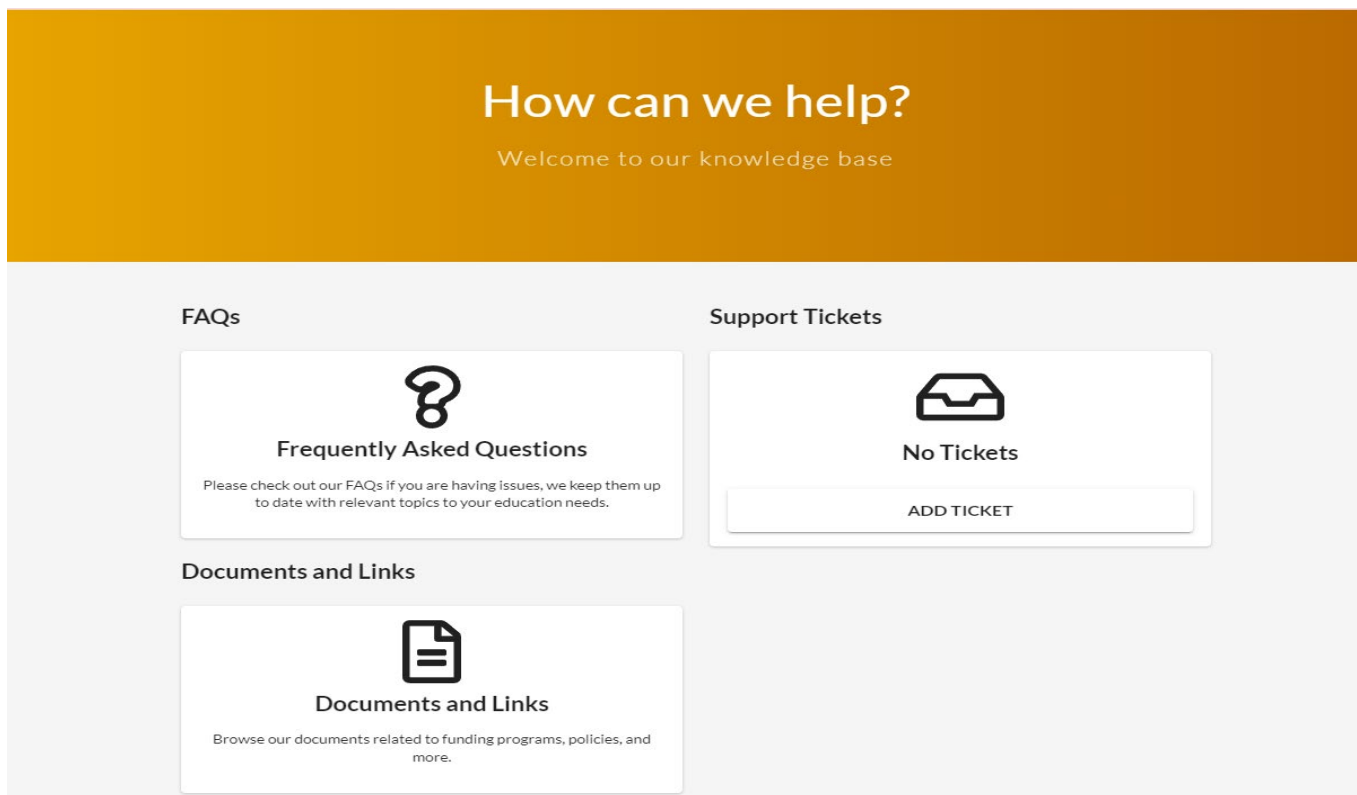 How can we help?
Welcome to our knowledge base
FAQs
Frequently Asked Questions
Please check out our FAQs if you are having issues, we keep them up
to date with relevant topics to your education needs.
Support Tickets
No Tickets
ADD TICKET
Documents and Links
Documents and Links
Browse our documents related to funding programs, policies, and
more.